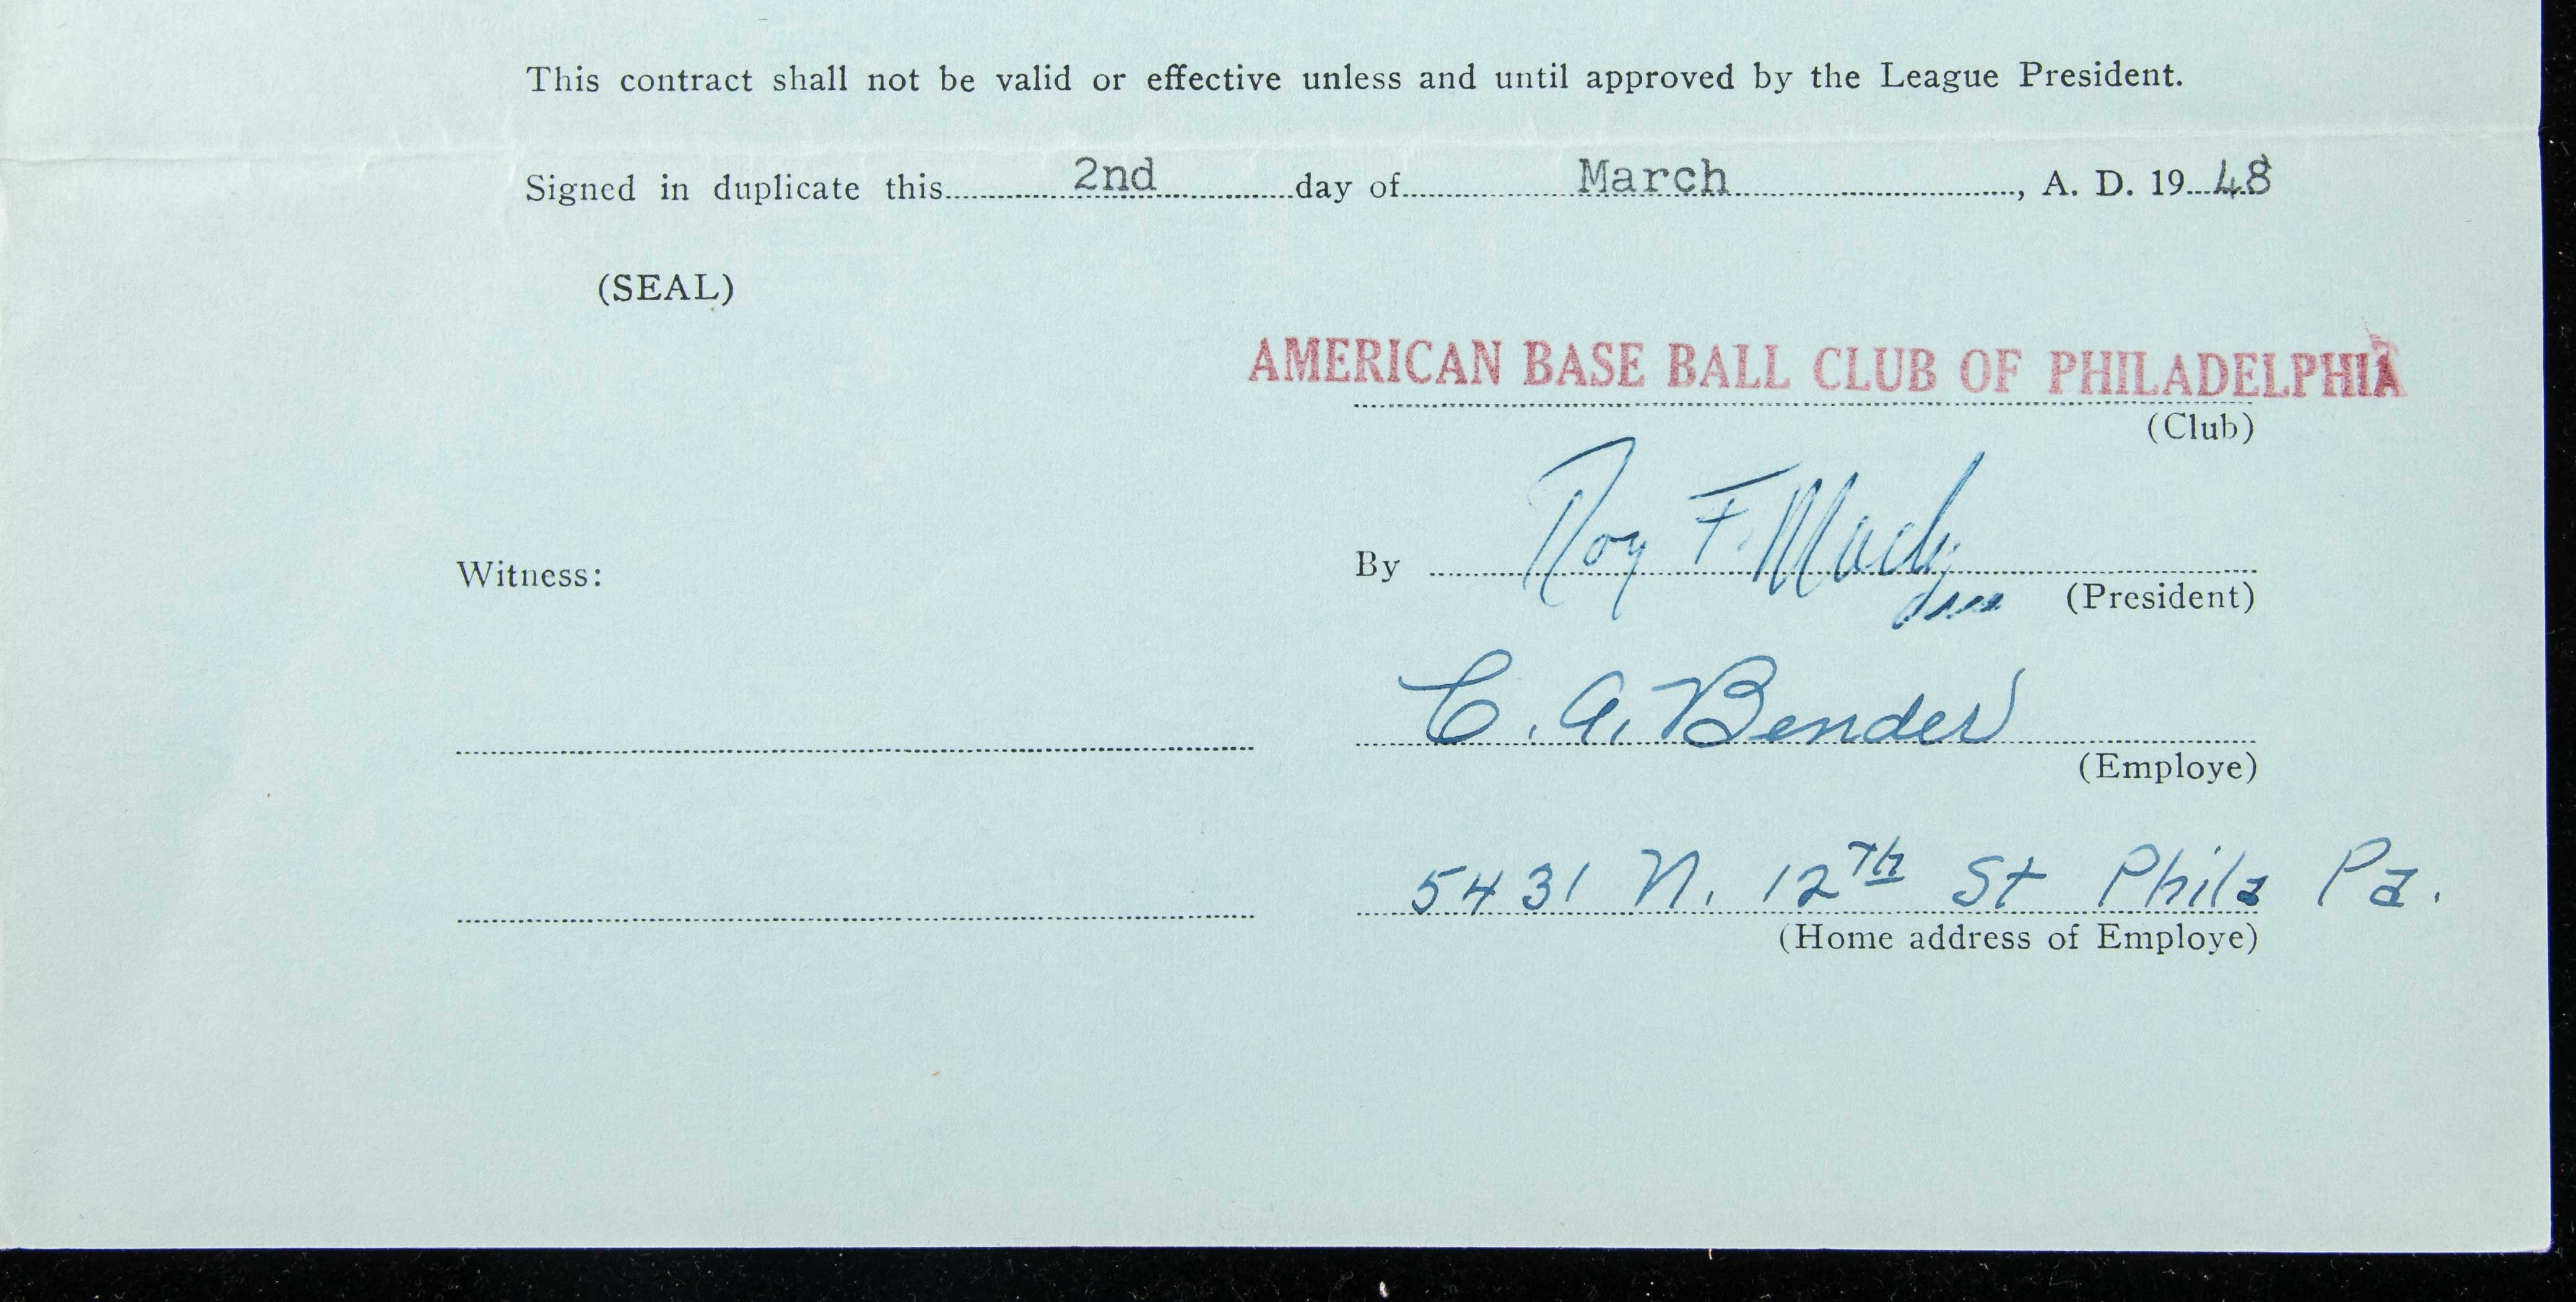 This contract shall not be valid or effective unless and until approved by the League President.
Signed in duplicate this 2nd day of March, A. D. 19 48
(SEAL)
AMERICAN BASE BALL CLUB OF PHILADELPHIA
(Club)
By Roy F. Mack
(President)
Witness:
C. A. Bender
(Employe)
5431 N. 12th St Phila Pa.
(Home address of Employe)